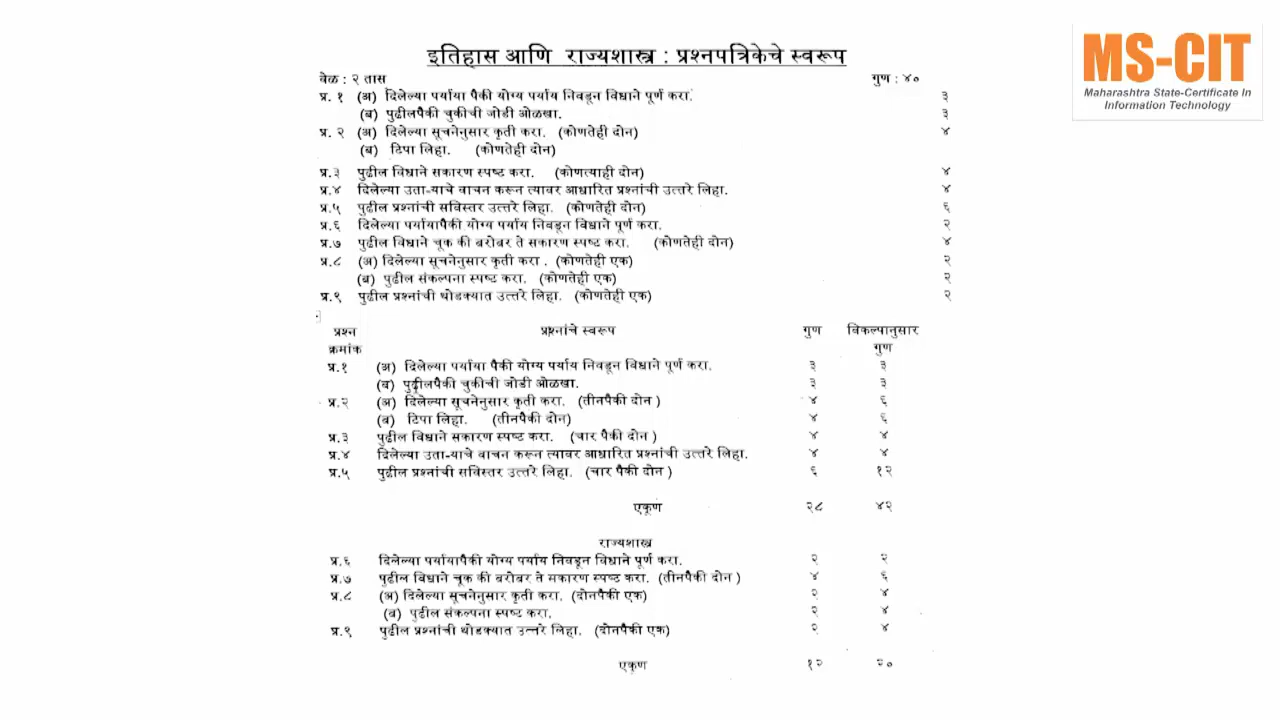 इतिहास आणि राज्यशास्त्र : प्रश्नपत्रिकेचे स्वरूप
MS-CIT
Maharashtra State-Certificate In
Information Technology
वेळ : २ तास गुण : ४०
प्र. १ (अ) दिलेल्या पर्याया पैकी योग्य पर्याय निवडून विधाने पूर्ण करा. ३
(ब) पुढीलपैकी चुकीची जोडी ओळखा. ३
प्र. २ (अ) दिलेल्या सूचनेनुसार कृती करा. (कोणतेही दोन) ४
(ब) टिपा लिहा. (कोणतेही दोन)
प्र.३ पुढील विधाने सकारण स्पष्ट करा. (कोणत्याही दोन) ४
प्र.४ दिलेल्या उता-याचे वाचन करून त्यावर आधारित प्रश्नांची उत्तरे लिहा. ४
प्र.५ पुढील प्रश्नांची सविस्तर उत्तरे लिहा. (कोणतेही दोन) ६
प्र.६ दिलेल्या पर्यायापैकी योग्य पर्याय निवडून विधाने पूर्ण करा. २
प्र.७ पुढील विधाने चूक की बरोबर ते सकारण स्पष्ट करा. (कोणतेही दोन) ४
प्र.८ (अ) दिलेल्या सूचनेनुसार कृती करा . (कोणतेही एक) २
(ब) पुढील संकल्पना स्पष्ट करा. (कोणतेही एक) २
प्र.९ पुढील प्रश्नांची थोडक्यात उत्तरे लिहा. (कोणतेही एक) २
प्रश्न प्रश्नांचे स्वरूप गुण विकल्पानुसार
क्रमांक गुण
प्र.१ (अ) दिलेल्या पर्याया पैकी योग्य पर्याय निवडून विधाने पूर्ण करा. ३ ३
(ब) पुढीलपैकी चुकीची जोडी ओळखा. ३ ३
प्र.२ (अ) दिलेल्या सूचनेनुसार कृती करा. (तीनपैकी दोन ) ४ ६
(ब) टिपा लिहा. (तीनपैकी दोन) ४ ६
प्र.३ पुढील विधाने सकारण स्पष्ट करा. (चार पैकी दोन ) ४ ४
प्र.४ दिलेल्या उता-याचे वाचन करून त्यावर आधारित प्रश्नांची उत्तरे लिहा. ४ ४
प्र.५ पुढील प्रश्नांची सविस्तर उत्तरे लिहा. (चार पैकी दोन ) ६ १२
एकूण २८ ४२
राज्यशास्त्र
प्र.६ दिलेल्या पर्यायापैकी योग्य पर्याय निवडून विधाने पूर्ण करा. २ २
प्र.७ पुढील विधाने चूक की बरोबर ते सकारण स्पष्ट करा. (तीनपैकी दोन ) ४ ६
प्र.८ (अ) दिलेल्या सूचनेनुसार कृती करा. (दोनपैकी एक) २ ४
(ब) पुढील संकल्पना स्पष्ट करा. २ ४
प्र.९ पुढील प्रश्नांची थोडक्यात उत्तरे लिहा. (दोनपैकी एक) २ ४
एकूण १२ २०